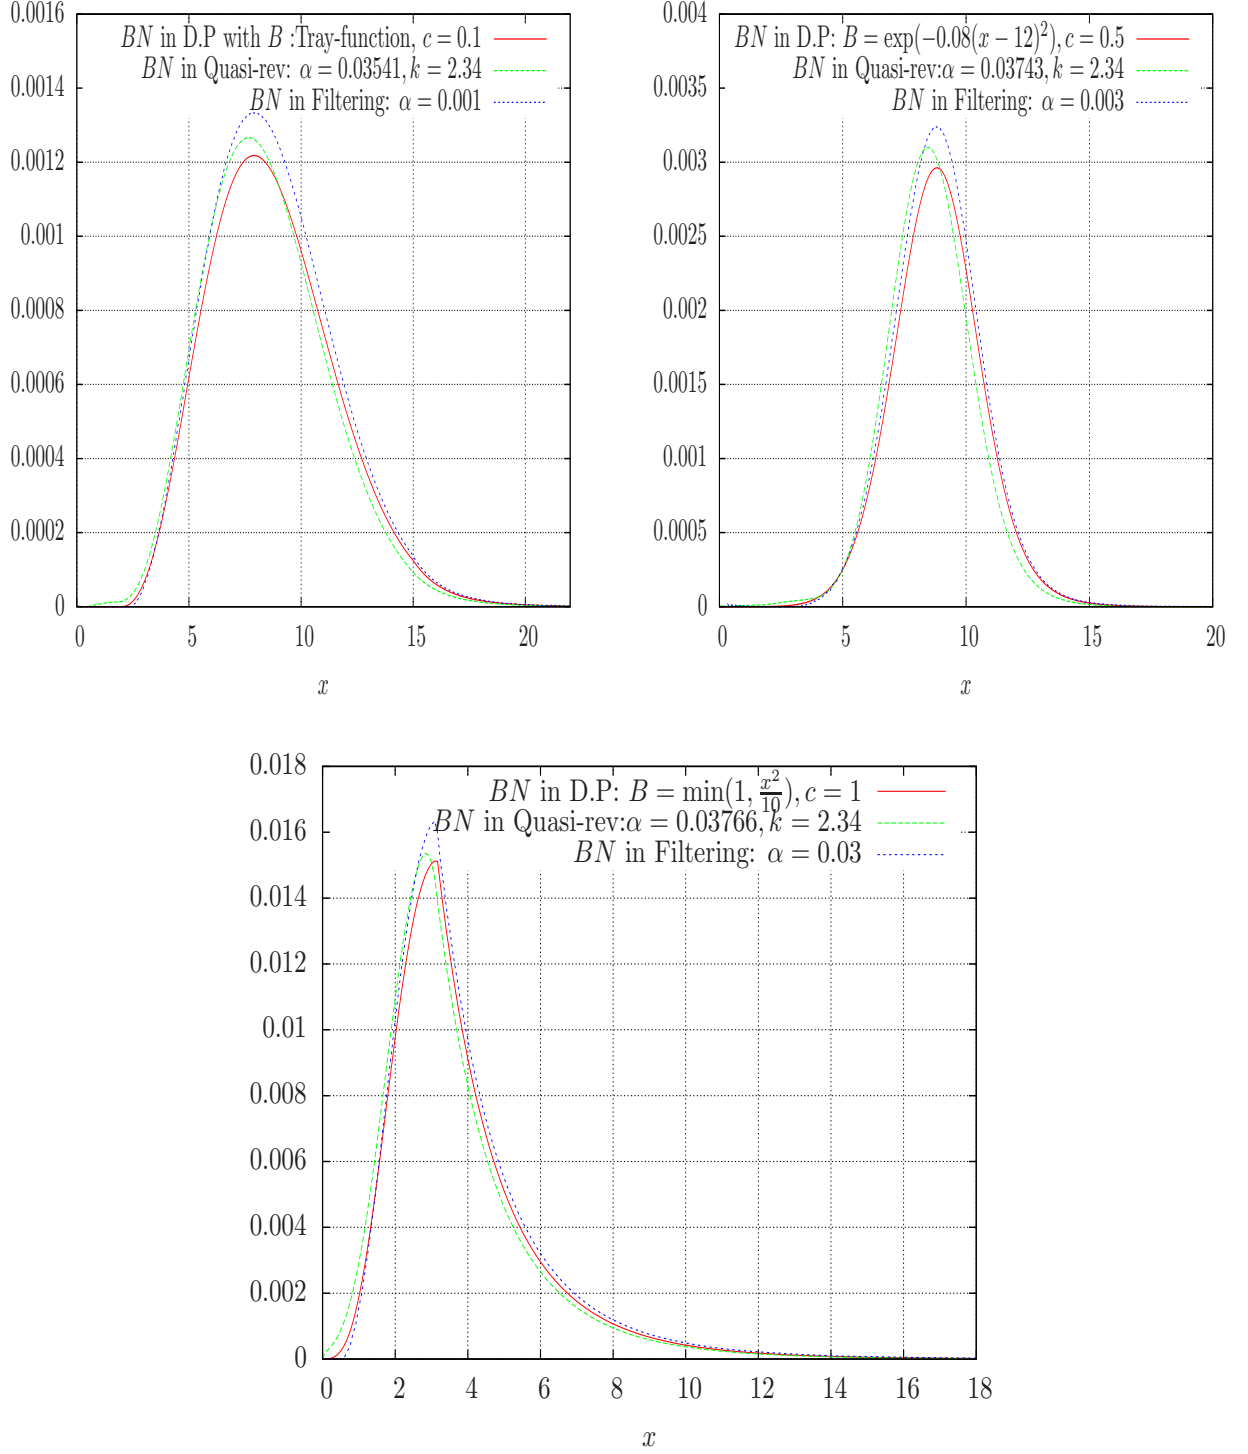 BN in D.P with B :Tray-function, c = 0.1
BN in Quasi-rev: α = 0.03541, k = 2.34
BN in Filtering: α = 0.001
0.0016
0.0014
0.0012
0.001
0.0008
0.0006
0.0004
0.0002
0
0 5 10 15 20
x
BN in D.P: B = exp(−0.08(x − 12)²), c = 0.5
BN in Quasi-rev:α = 0.03743, k = 2.34
BN in Filtering: α = 0.003
0.004
0.0035
0.003
0.0025
0.002
0.0015
0.001
0.0005
0
0 5 10 15 20
x
BN in D.P: B = min(1, x²/10), c = 1
BN in Quasi-rev:α = 0.03766, k = 2.34
BN in Filtering: α = 0.03
0.018
0.016
0.014
0.012
0.01
0.008
0.006
0.004
0.002
0
0 2 4 6 8 10 12 14 16 18
x